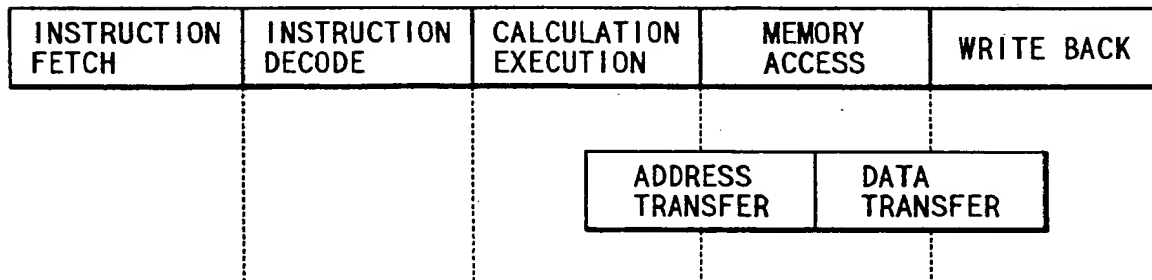 INSTRUCTION
FETCH
INSTRUCTION
DECODE
CALCULATION
EXECUTION
MEMORY
ACCESS
WRITE BACK
ADDRESS
TRANSFER
DATA
TRANSFER